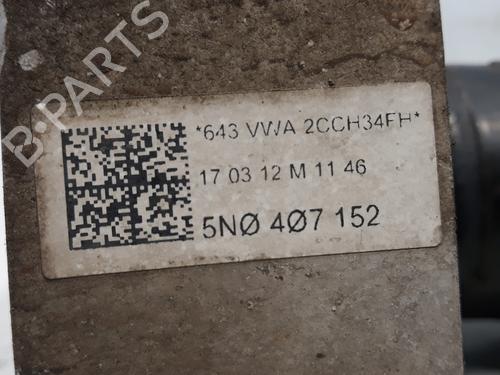 B-PARTS
*643 VWA 2CCH34FH*
17 03 12 M 11 46
5NØ 4Ø7 152